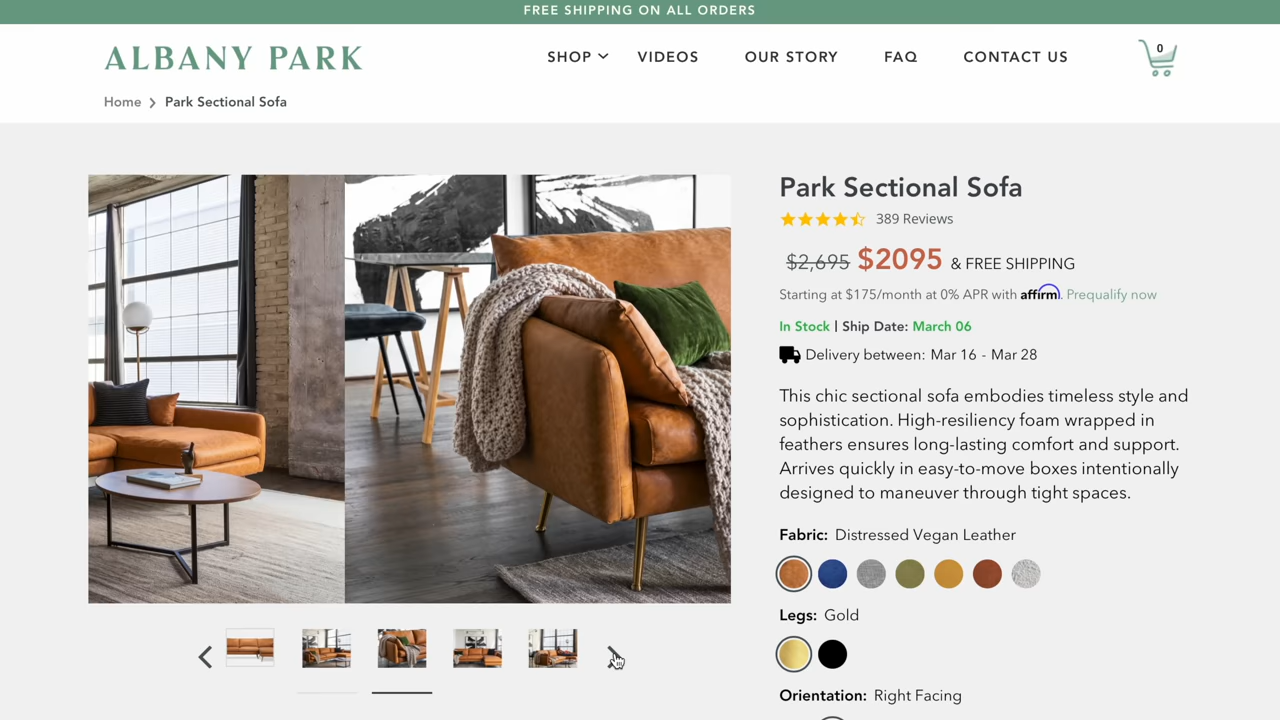 FREE SHIPPING ON ALL ORDERS
ALBANY PARK
SHOP
VIDEOS
OUR STORY
FAQ
CONTACT US
0
Home
Park Sectional Sofa
Park Sectional Sofa
389 Reviews
$2,695 $2095 & FREE SHIPPING
Starting at $175/month at 0% APR with affirm. Prequalify now
In Stock | Ship Date: March 06
Delivery between: Mar 16 - Mar 28
This chic sectional sofa embodies timeless style and
sophistication. High-resiliency foam wrapped in
feathers ensures long-lasting comfort and support.
Arrives quickly in easy-to-move boxes intentionally
designed to maneuver through tight spaces.
Fabric: Distressed Vegan Leather
Legs: Gold
Orientation: Right Facing